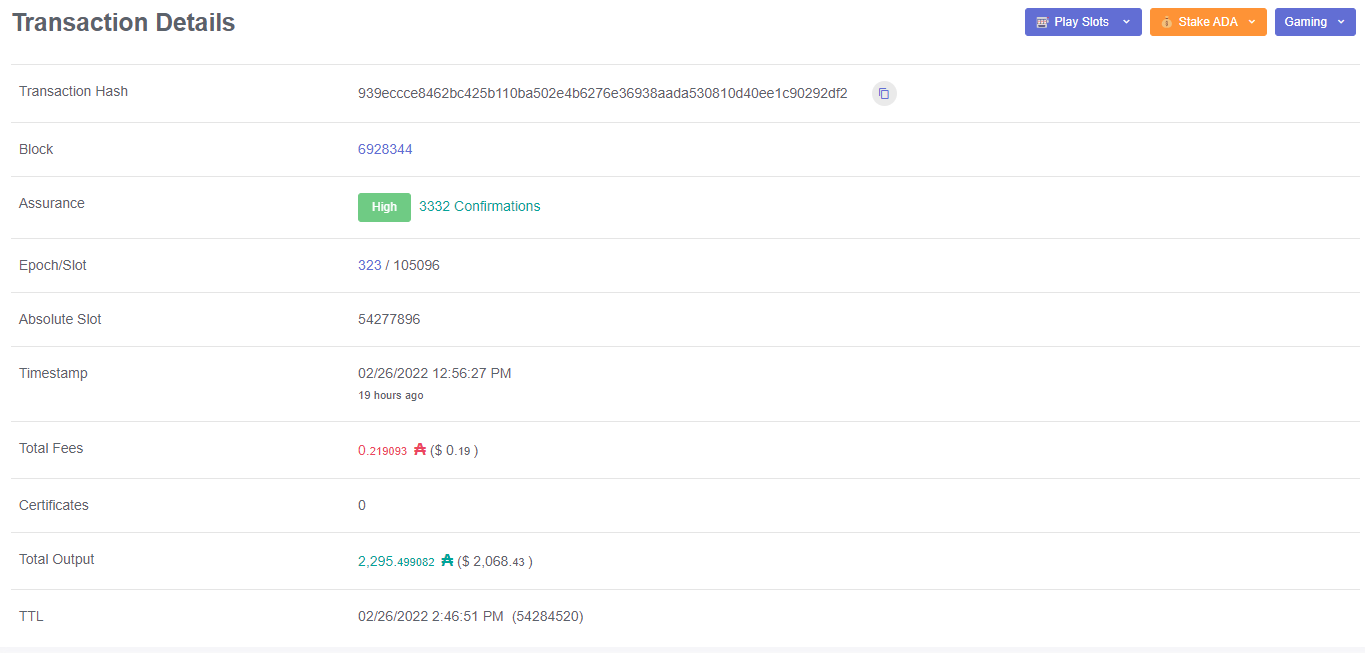 Transaction Details
Play Slots
Stake ADA
Gaming
Transaction Hash 939eccce8462bc425b110ba502e4b6276e36938aada530810d40ee1c90292df2
Block 6928344
Assurance High 3332 Confirmations
Epoch/Slot 323 / 105096
Absolute Slot 54277896
Timestamp 02/26/2022 12:56:27 PM
19 hours ago
Total Fees 0.219093 ₳ ($ 0.19 )
Certificates 0
Total Output 2,295.499082 ₳ ($ 2,068.43 )
TTL 02/26/2022 2:46:51 PM (54284520)